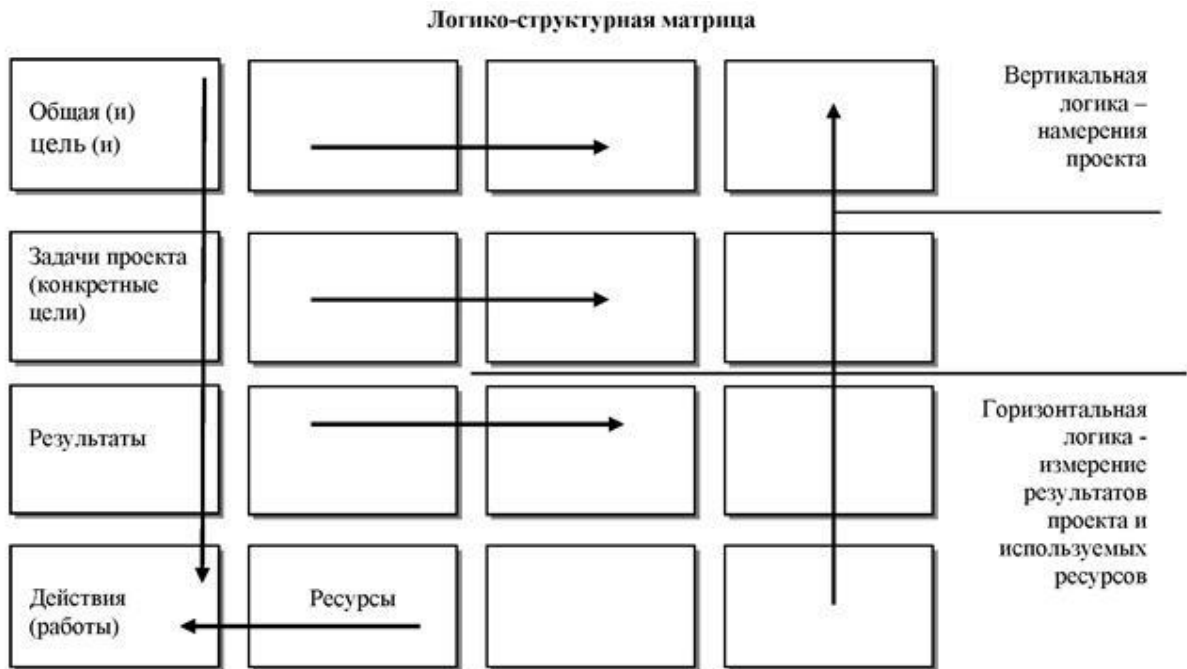 Логико-структурная матрица
Общая (и)
цель (и)
Вертикальная
логика –
намерения
проекта
Задачи проекта
(конкретные
цели)
Результаты
Горизонтальная
логика -
измерение
результатов
проекта и
используемых
ресурсов
Действия
(работы)
Ресурсы